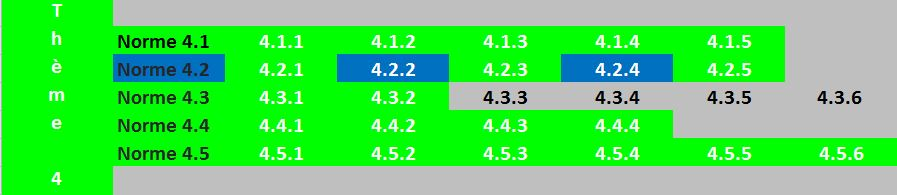 T
h Norme 4.1 4.1.1 4.1.2 4.1.3 4.1.4 4.1.5
è Norme 4.2 4.2.1 4.2.2 4.2.3 4.2.4 4.2.5
m Norme 4.3 4.3.1 4.3.2 4.3.3 4.3.4 4.3.5 4.3.6
e Norme 4.4 4.4.1 4.4.2 4.4.3 4.4.4
Norme 4.5 4.5.1 4.5.2 4.5.3 4.5.4 4.5.5 4.5.6
4